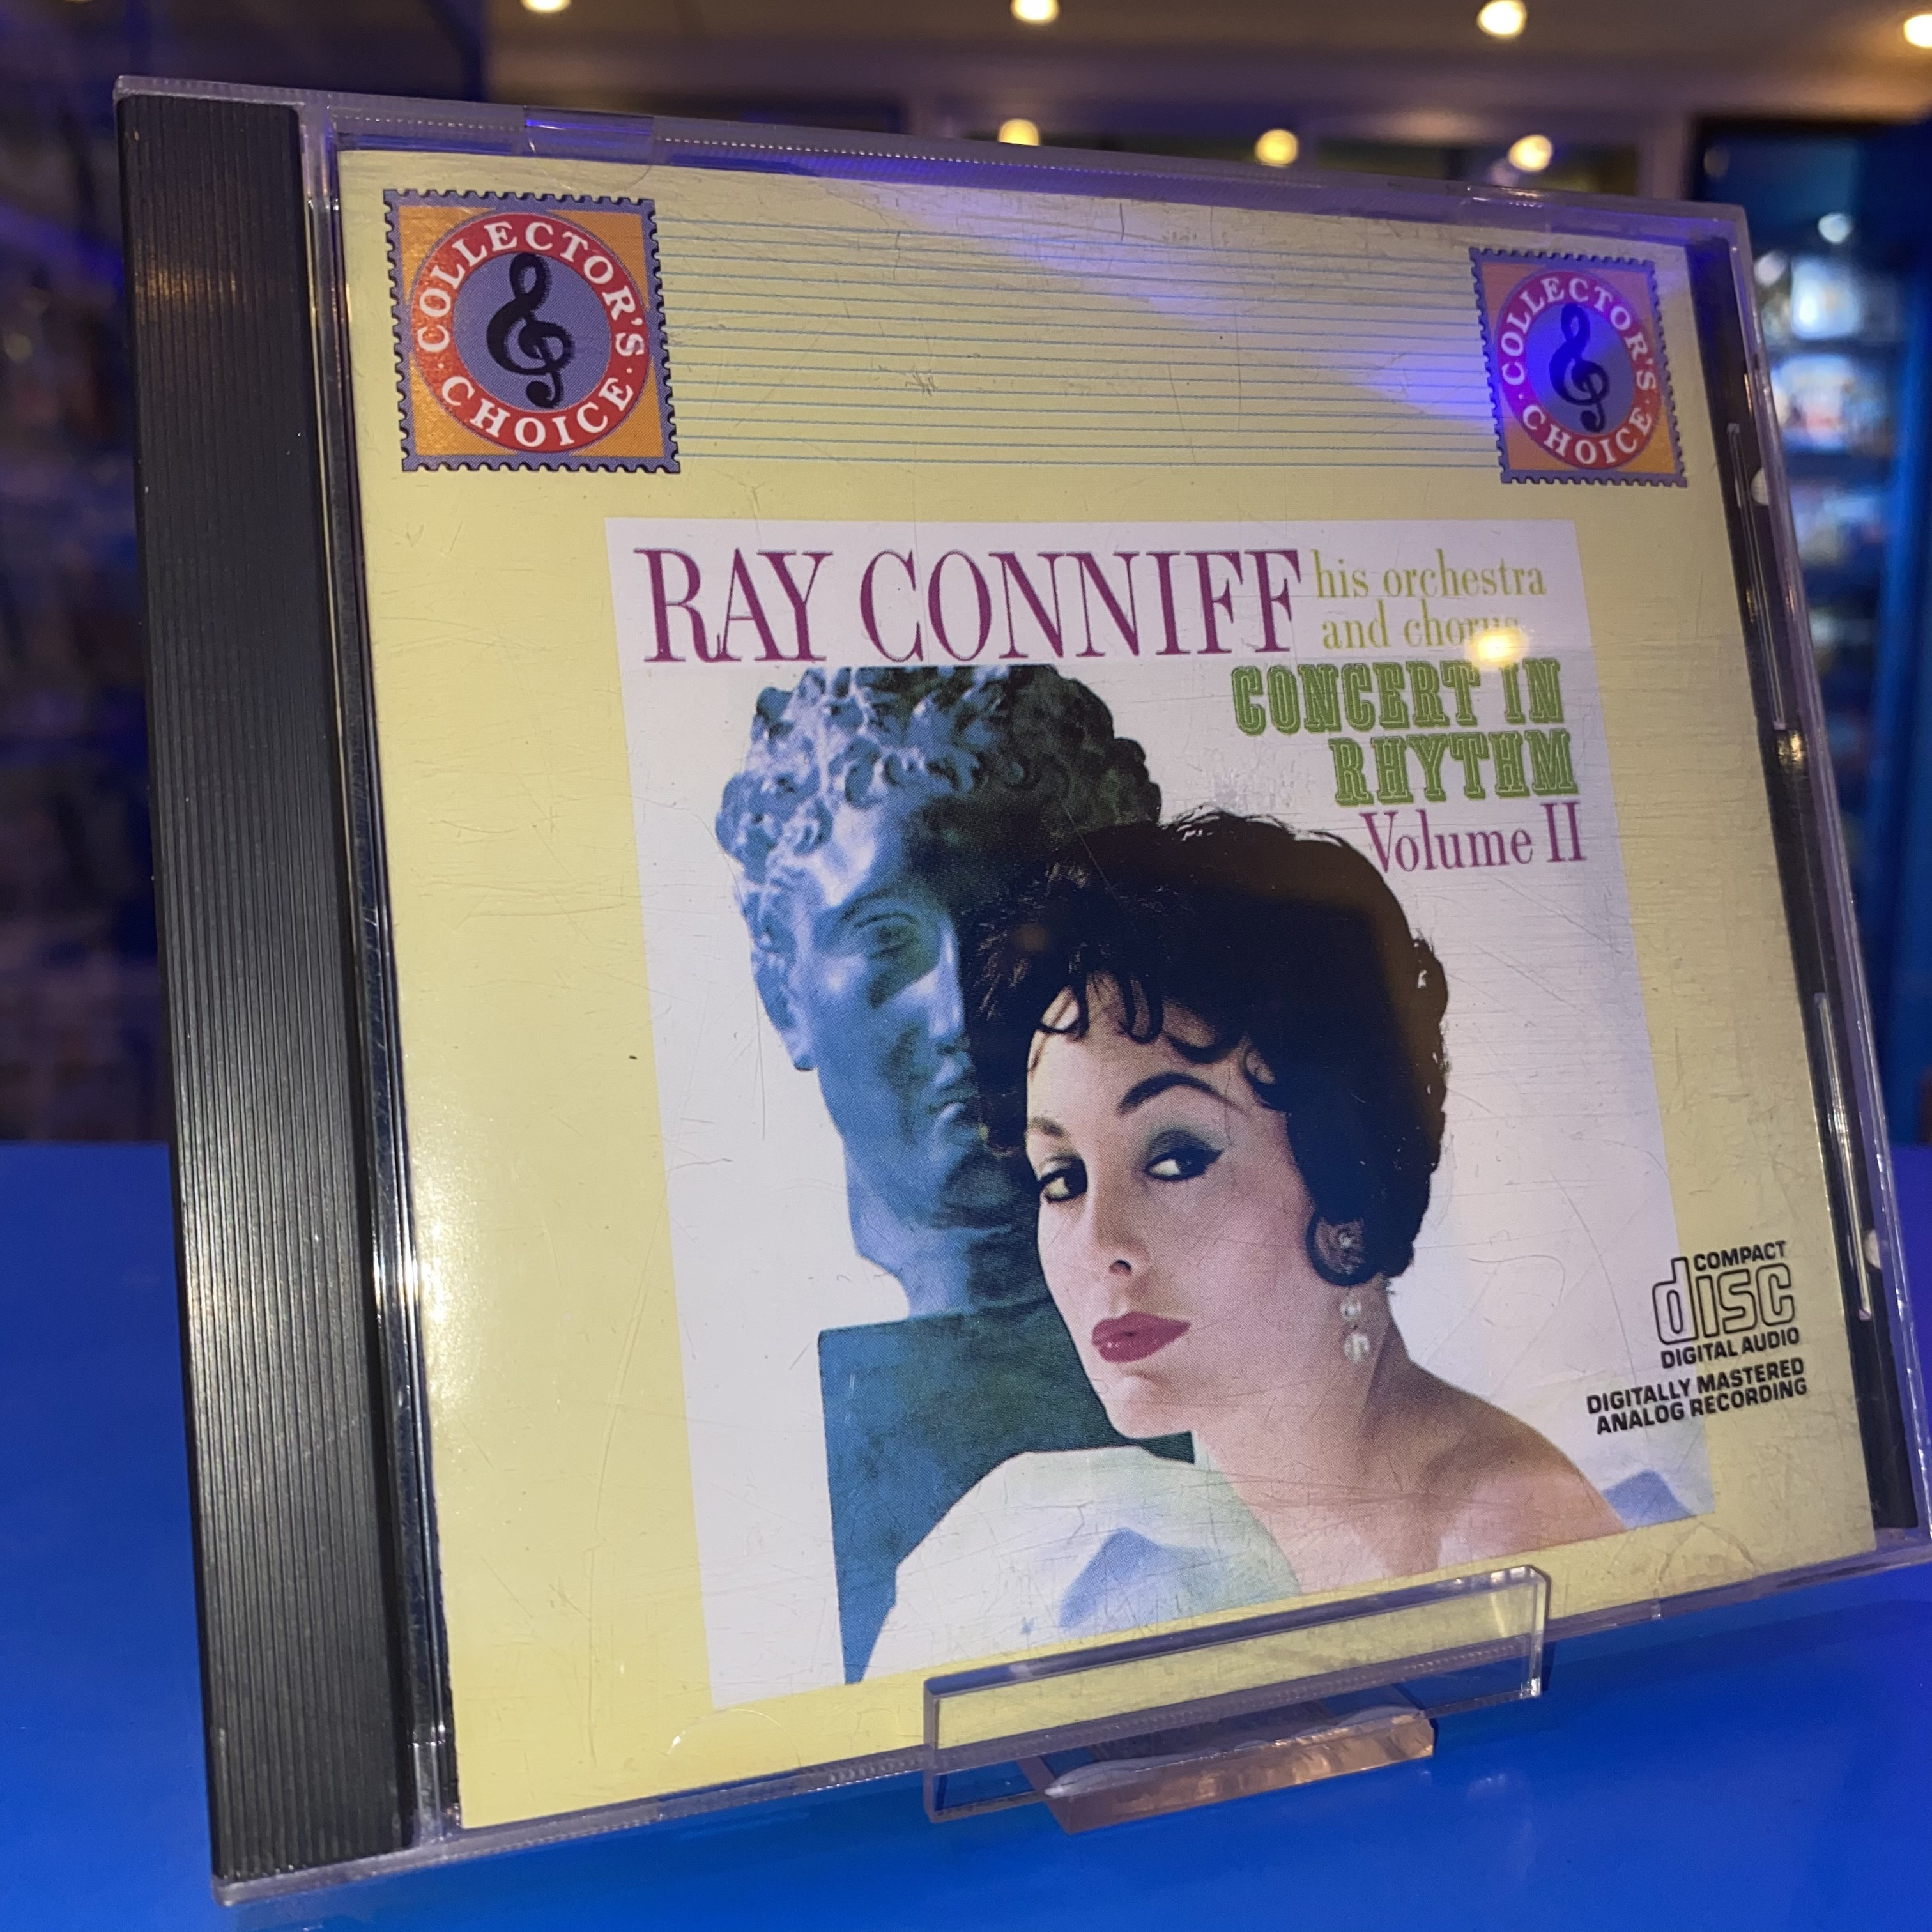 COLLECTOR'S · CHOICE ·
COLLECTOR'S · CHOICE ·
RAY CONNIFF his orchestra
and chorus
CONCERT IN
RHYTHM
Volume II
COMPACT
disc
DIGITAL AUDIO
DIGITALLY MASTERED
ANALOG RECORDING